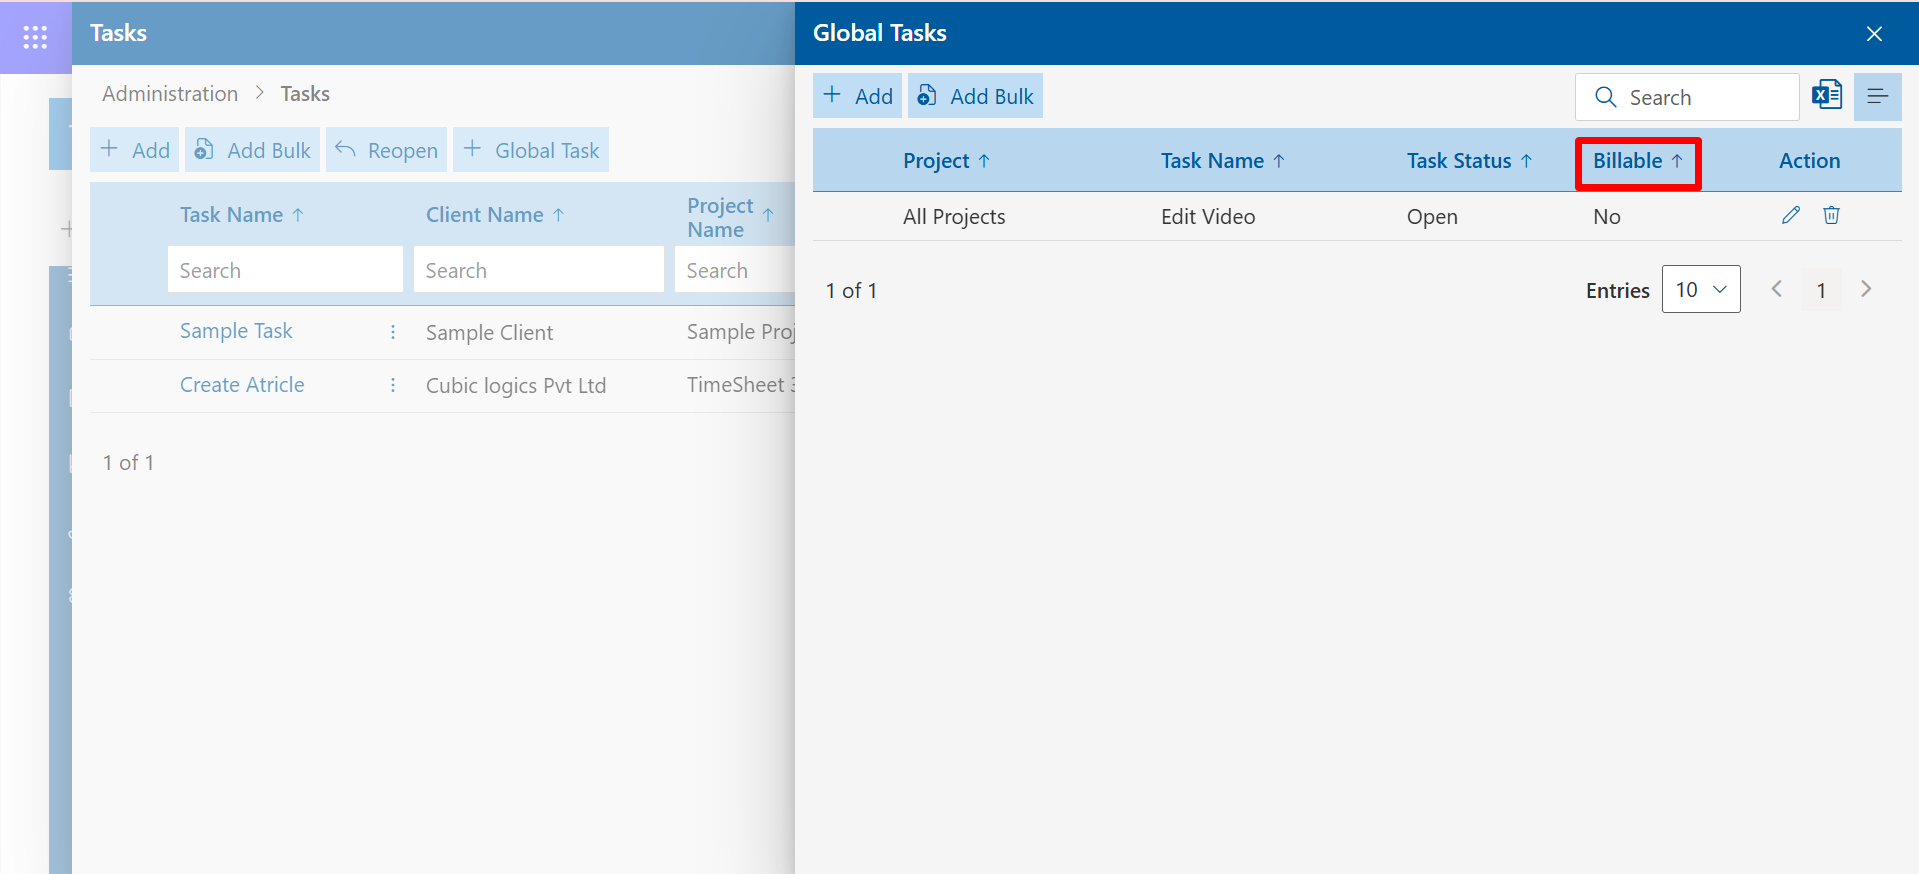 Tasks
Administration > Tasks
+ Add Add Bulk Reopen + Global Task
Task Name ↑ Client Name ↑ Project Name ↑
Search Search Search
Sample Task Sample Client Sample Proj
Create Atricle Cubic logics Pvt Ltd TimeSheet 3
1 of 1
Global Tasks
+ Add Add Bulk Search
Project ↑ Task Name ↑ Task Status ↑ Billable ↑ Action
All Projects Edit Video Open No
1 of 1 Entries 10 < 1 >